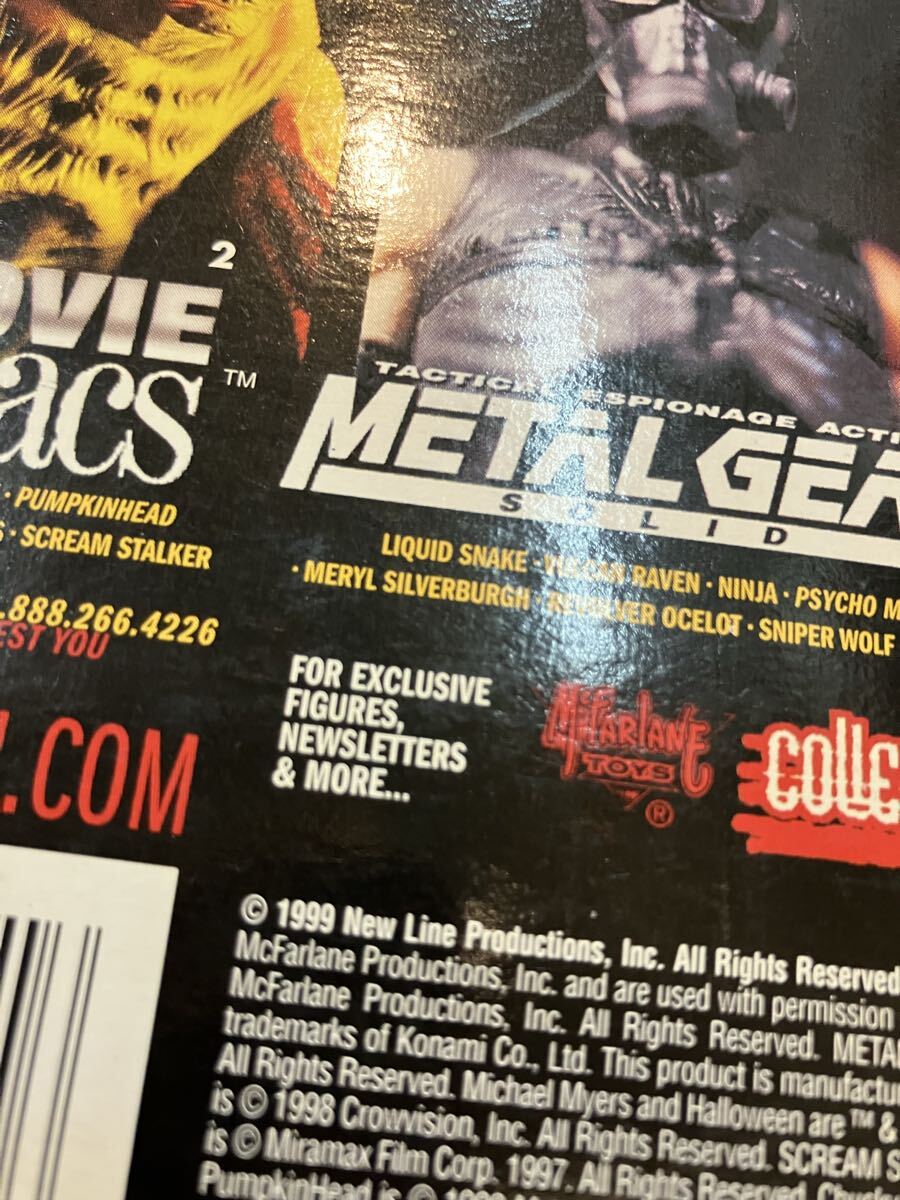 2
OVIE
acs™
· PUMPKINHEAD
S · SCREAM STALKER
.888.266.4226
EST YOU
.COM
TACTICAL ESPIONAGE ACTI
METAL GEAR
SOLID
LIQUID SNAKE · VULCAN RAVEN · NINJA · PSYCHO M
· MERYL SILVERBURGH · REVOLVER OCELOT · SNIPER WOLF
FOR EXCLUSIVE
FIGURES,
NEWSLETTERS
& MORE...
McFARLANE
TOYS
®
COLLE
© 1999 New Line Productions, Inc. All Rights Reserved
McFarlane Productions, Inc. and are used with permission
McFarlane Productions, Inc. All Rights Reserved. META
trademarks of Konami Co., Ltd. This product is manufactu
All Rights Reserved. Michael Myers and Halloween are ™ &
is © 1998 Crowvision, Inc. All Rights Reserved. SCREAM S
is © Miramax Film Corp. 1997. All Rights Reserved.
PumpkinHead is ©